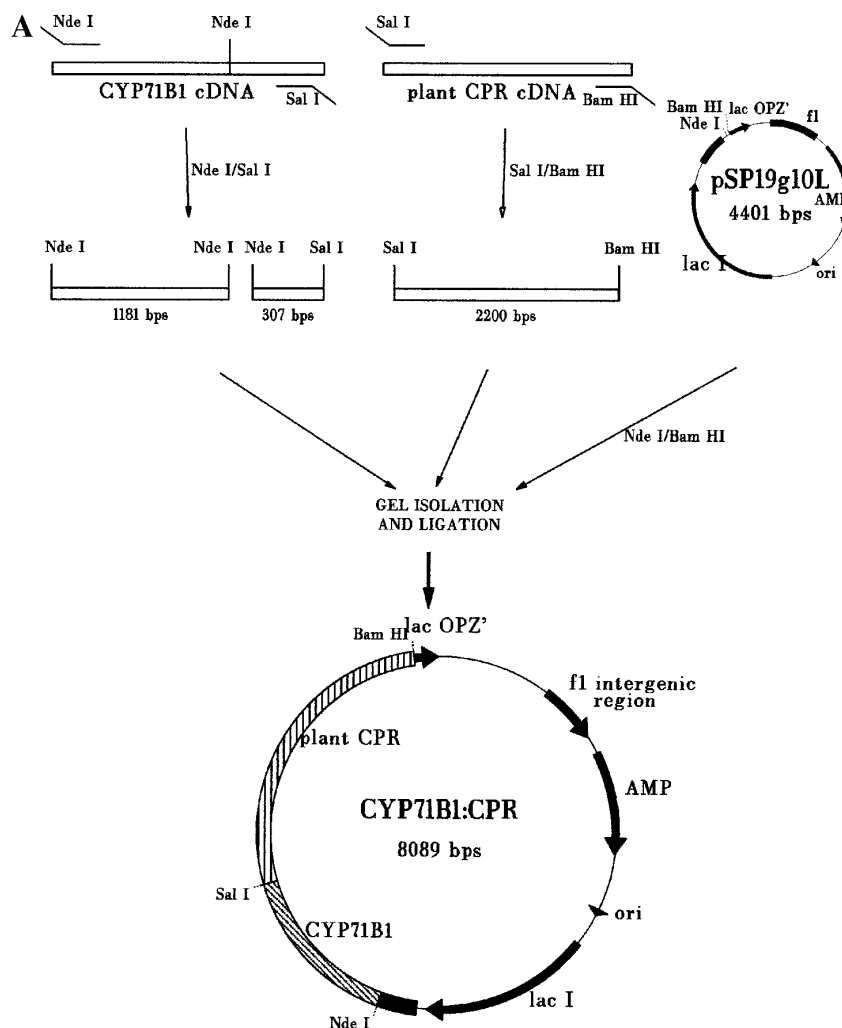 A
Nde I
Nde I
Sal I
CYP71B1 cDNA
Sal I
plant CPR cDNA
Bam HI
Bam HI
lac OPZ'
Nde I
f1
pSP19g10L
4401 bps
AMP
lac I
ori
Nde I/Sal I
Sal I/Bam HI
Nde I
Nde I
Nde I
Sal I
Sal I
Bam HI
1181 bps
307 bps
2200 bps
Nde I/Bam HI
GEL ISOLATION
AND LIGATION
Bam HI
lac OPZ'
f1 intergenic
region
plant CPR
AMP
CYP71B1:CPR
8089 bps
Sal I
CYP71B1
ori
lac I
Nde I